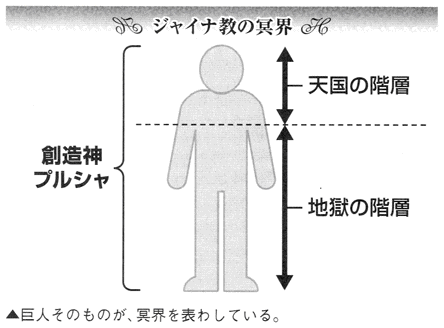 ジャイナ教の冥界
天国の階層
創造神
プルシャ
地獄の階層
▲巨人そのものが、冥界を表わしている。